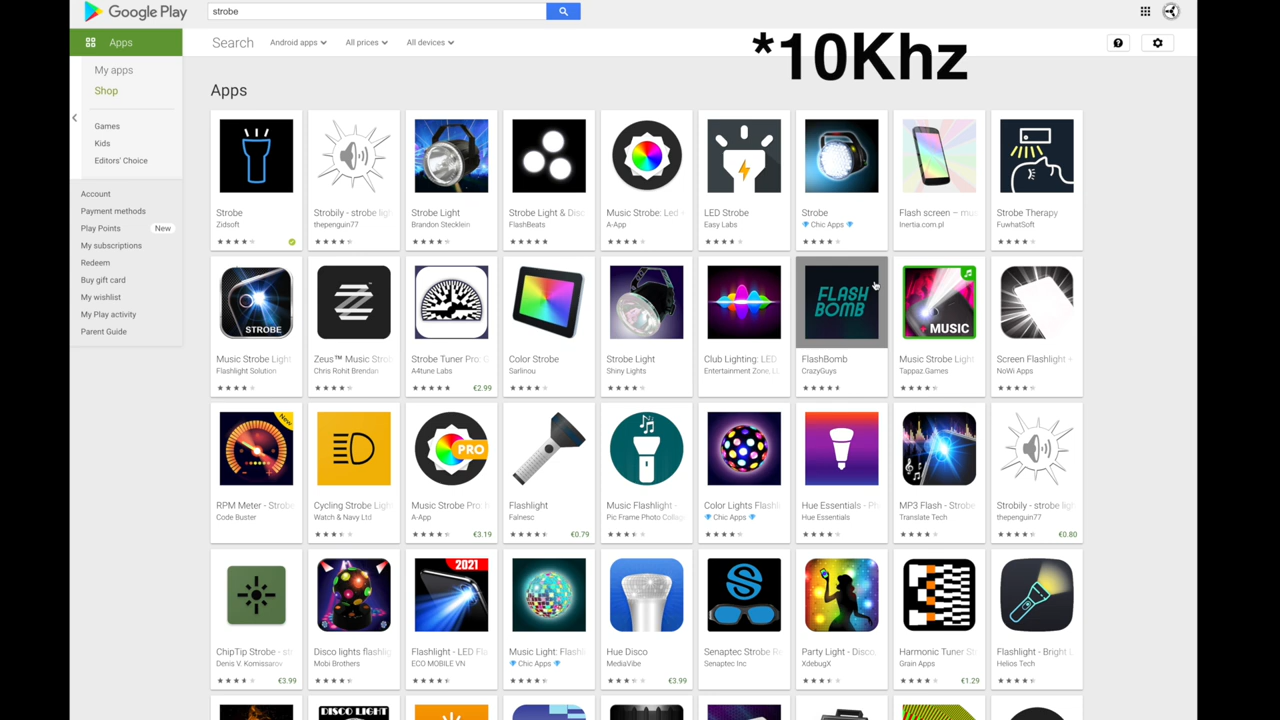 Google Play
strobe
Apps
Search
Android apps
All prices
All devices
*10Khz
My apps
Shop
Games
Kids
Editors' Choice
Account
Payment methods
Play Points
New
My subscriptions
Redeem
Buy gift card
My wishlist
My Play activity
Parent Guide
Apps
Strobe
Zidsoft
Strobily - strobe lig
thepenguin77
Strobe Light
Brandon Stecklein
Strobe Light & Disc
FlashBeats
Music Strobe: Led
A-App
LED Strobe
Easy Labs
Strobe
Chic Apps
Flash screen – mus
Inertia.com.pl
Strobe Therapy
FuwhatSoft
STROBE
Music Strobe Light
Flashlight Solution
Zeus™ Music Strob
Chris Rohit Brendan
Strobe Tuner Pro: G
A4tune Labs
€2.99
Color Strobe
Sarlinou
Strobe Light
Shiny Lights
Club Lighting: LED
Entertainment Zone, L
FLASH
BOMB
FlashBomb
CrazyGuys
MUSIC
Music Strobe Light
Tappaz Games
Screen Flashlight +
NoWi Apps
New
RPM Meter - Strobe
Code Buster
Cycling Strobe Ligh
Watch & Navy Ltd
PRO
Music Strobe Pro:
A-App
€3.19
Flashlight
Falnesc
€0.79
Music Flashlight -
Pic Frame Photo Collag
Color Lights Flashli
Chic Apps
Hue Essentials - Ph
Hue Essentials
MP3 Flash - Strobe
Translate Tech
Strobily - strobe lig
thepenguin77
€0.80
ChipTip Strobe - st
Denis V. Komissarov
€3.99
Disco lights flashlig
Mobi Brothers
2021
Flashlight - LED Fla
ECO MOBILE VN
Music Light: Flashl
Chic Apps
Hue Disco
MediaVibe
€3.99
Senaptec Strobe R
Senaptec Inc
Party Light - Disco,
XdebugX
Harmonic Tuner St
Grain Apps
€1.29
Flashlight - Bright L
Helios Tech
DISCO LIGHT